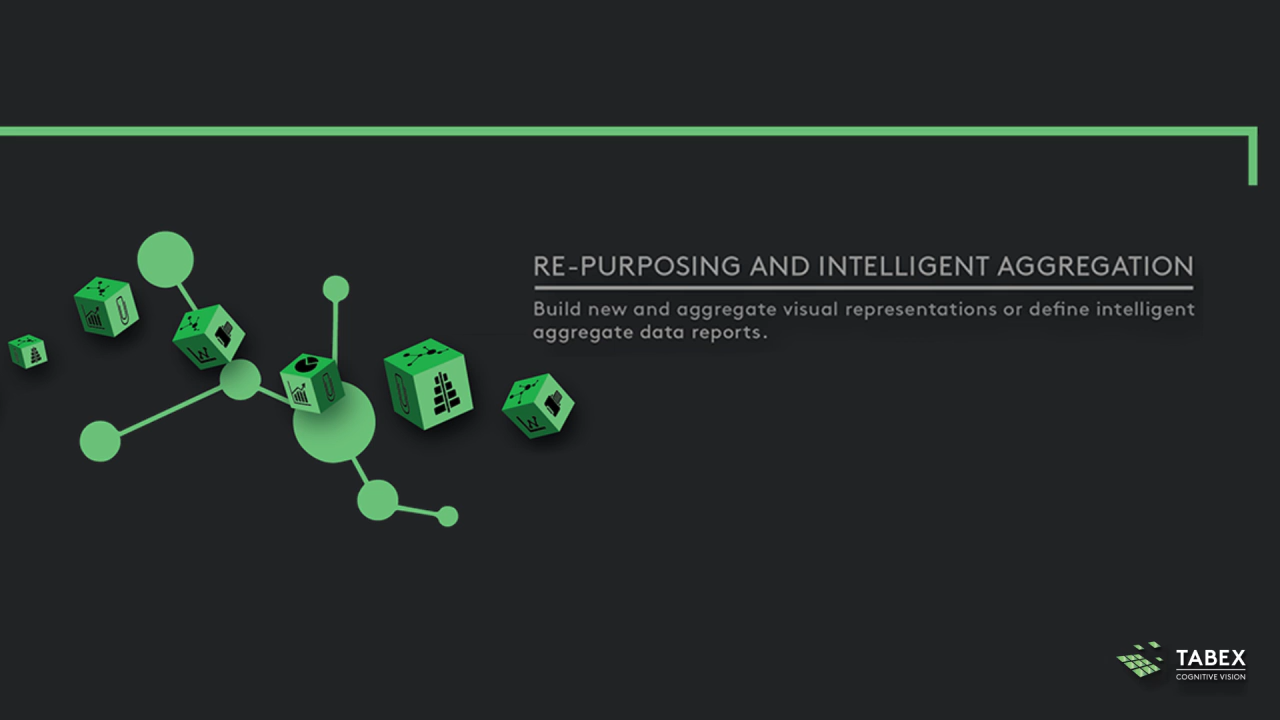 RE-PURPOSING AND INTELLIGENT AGGREGATION
Build new and aggregate visual representations or define intelligent
aggregate data reports.
TABEX
COGNITIVE VISION